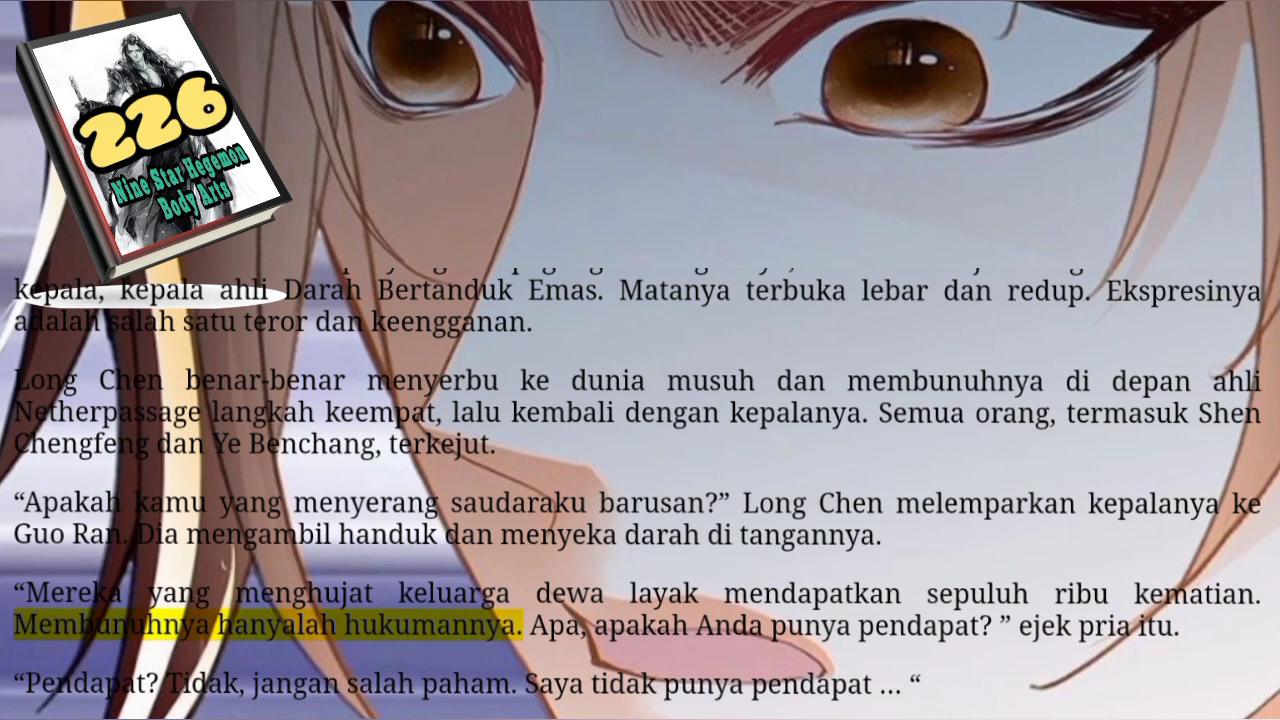 226
Nine Star Hegemon
Body Arts
kepala, kepala ahli Darah Bertanduk Emas. Matanya terbuka lebar dan redup. Ekspresinya
adalah salah satu teror dan keengganan.
Long Chen benar-benar menyerbu ke dunia musuh dan membunuhnya di depan ahli
Netherpassage langkah keempat, lalu kembali dengan kepalanya. Semua orang, termasuk Shen
Chengfeng dan Ye Benchang, terkejut.
“Apakah kamu yang menyerang saudaraku barusan?” Long Chen melemparkan kepalanya ke
Guo Ran. Dia mengambil handuk dan menyeka darah di tangannya.
“Mereka yang menghujat keluarga dewa layak mendapatkan sepuluh ribu kematian.
Membunuhnya hanyalah hukumannya. Apa, apakah Anda punya pendapat? ” ejek pria itu.
“Pendapat? Tidak, jangan salah paham. Saya tidak punya pendapat … “